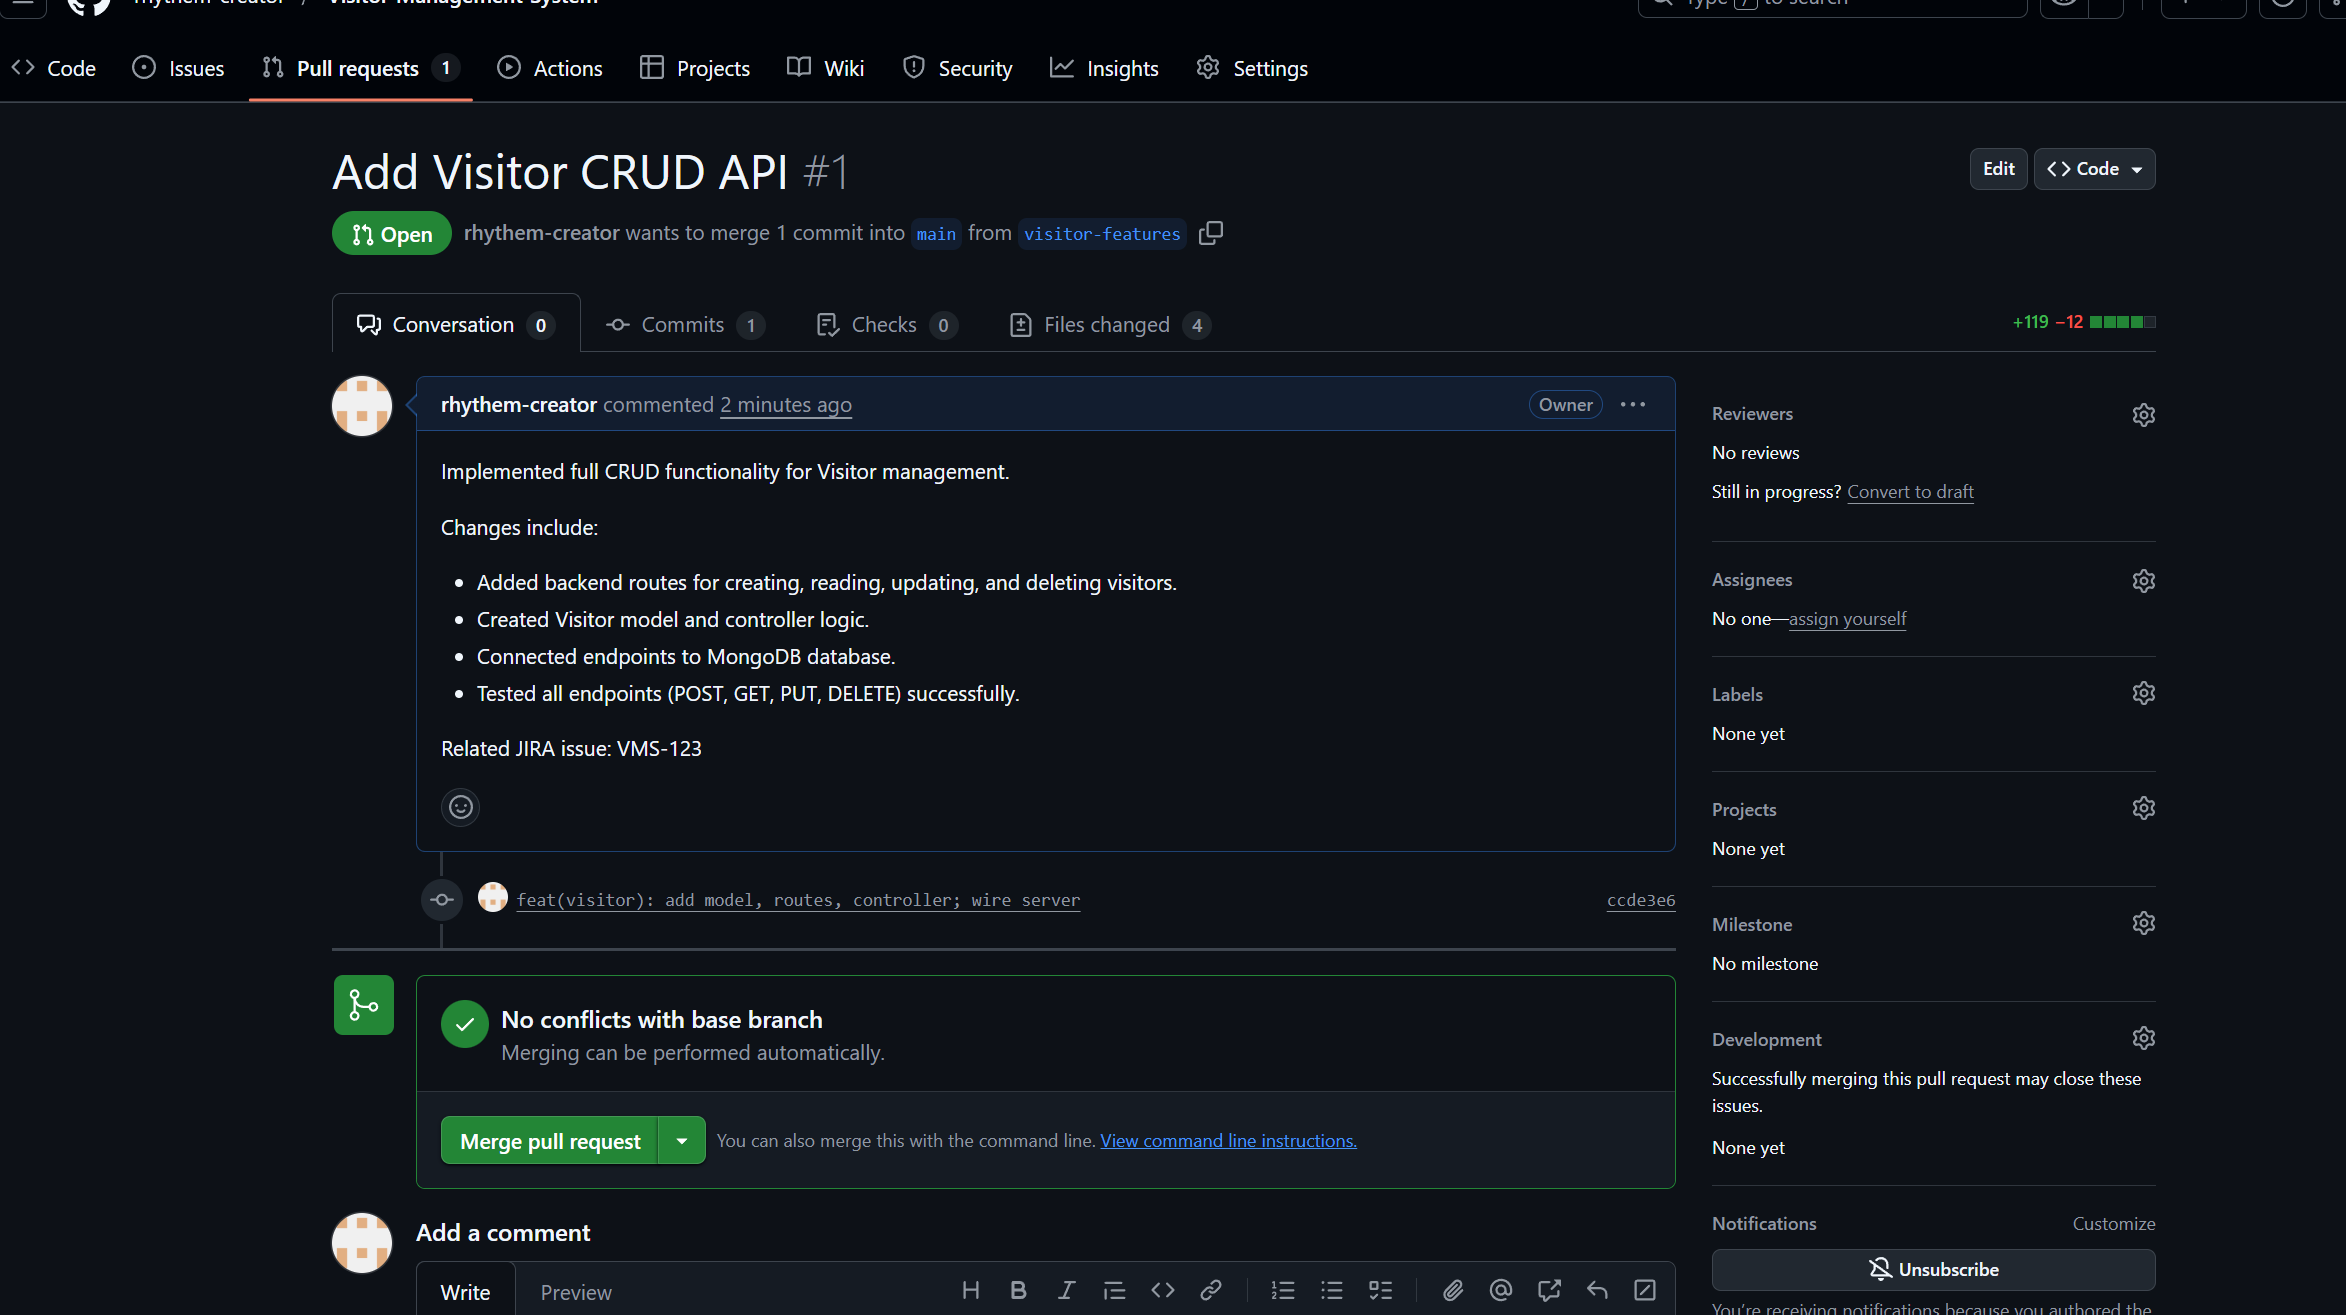 rhythem-creator / Visitor-Management-System
Type / to search
Code Issues Pull requests 1 Actions Projects Wiki Security Insights Settings
Add Visitor CRUD API #1
Edit Code
Open rhythem-creator wants to merge 1 commit into main from visitor-features
Conversation 0 Commits 1 Checks 0 Files changed 4
+119 −12
rhythem-creator commented 2 minutes ago Owner
Implemented full CRUD functionality for Visitor management.
Changes include:
• Added backend routes for creating, reading, updating, and deleting visitors.
• Created Visitor model and controller logic.
• Connected endpoints to MongoDB database.
• Tested all endpoints (POST, GET, PUT, DELETE) successfully.
Related JIRA issue: VMS-123
feat(visitor): add model, routes, controller; wire server ccde3e6
No conflicts with base branch
Merging can be performed automatically.
Merge pull request You can also merge this with the command line. View command line instructions.
Add a comment
Write Preview
Reviewers
No reviews
Still in progress? Convert to draft
Assignees
No one—assign yourself
Labels
None yet
Projects
None yet
Milestone
No milestone
Development
Successfully merging this pull request may close these
issues.
None yet
Notifications Customize
Unsubscribe
You're receiving notifications because you authored the